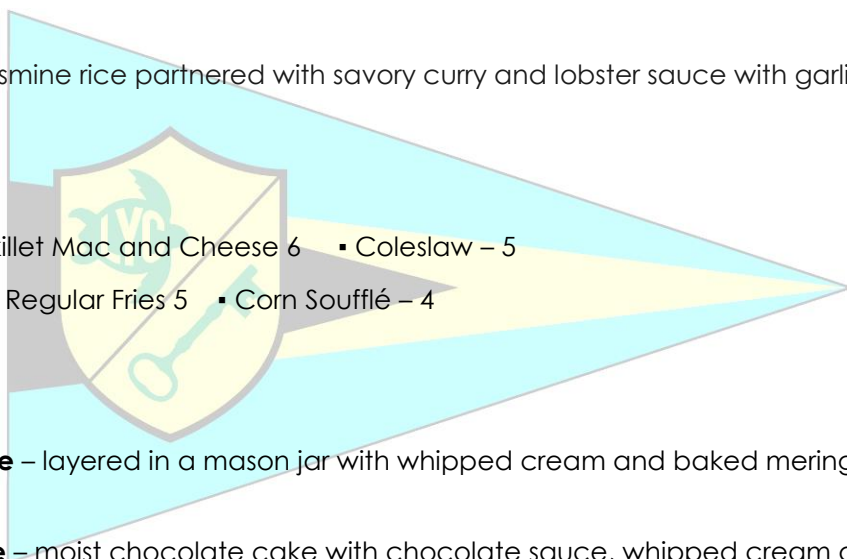 smine rice partnered with savory curry and lobster sauce with garli
illet Mac and Cheese 6 ▪ Coleslaw – 5
Regular Fries 5 ▪ Corn Soufflé – 4
LYC
e – layered in a mason jar with whipped cream and baked mering
e – moist chocolate cake with chocolate sauce, whipped cream